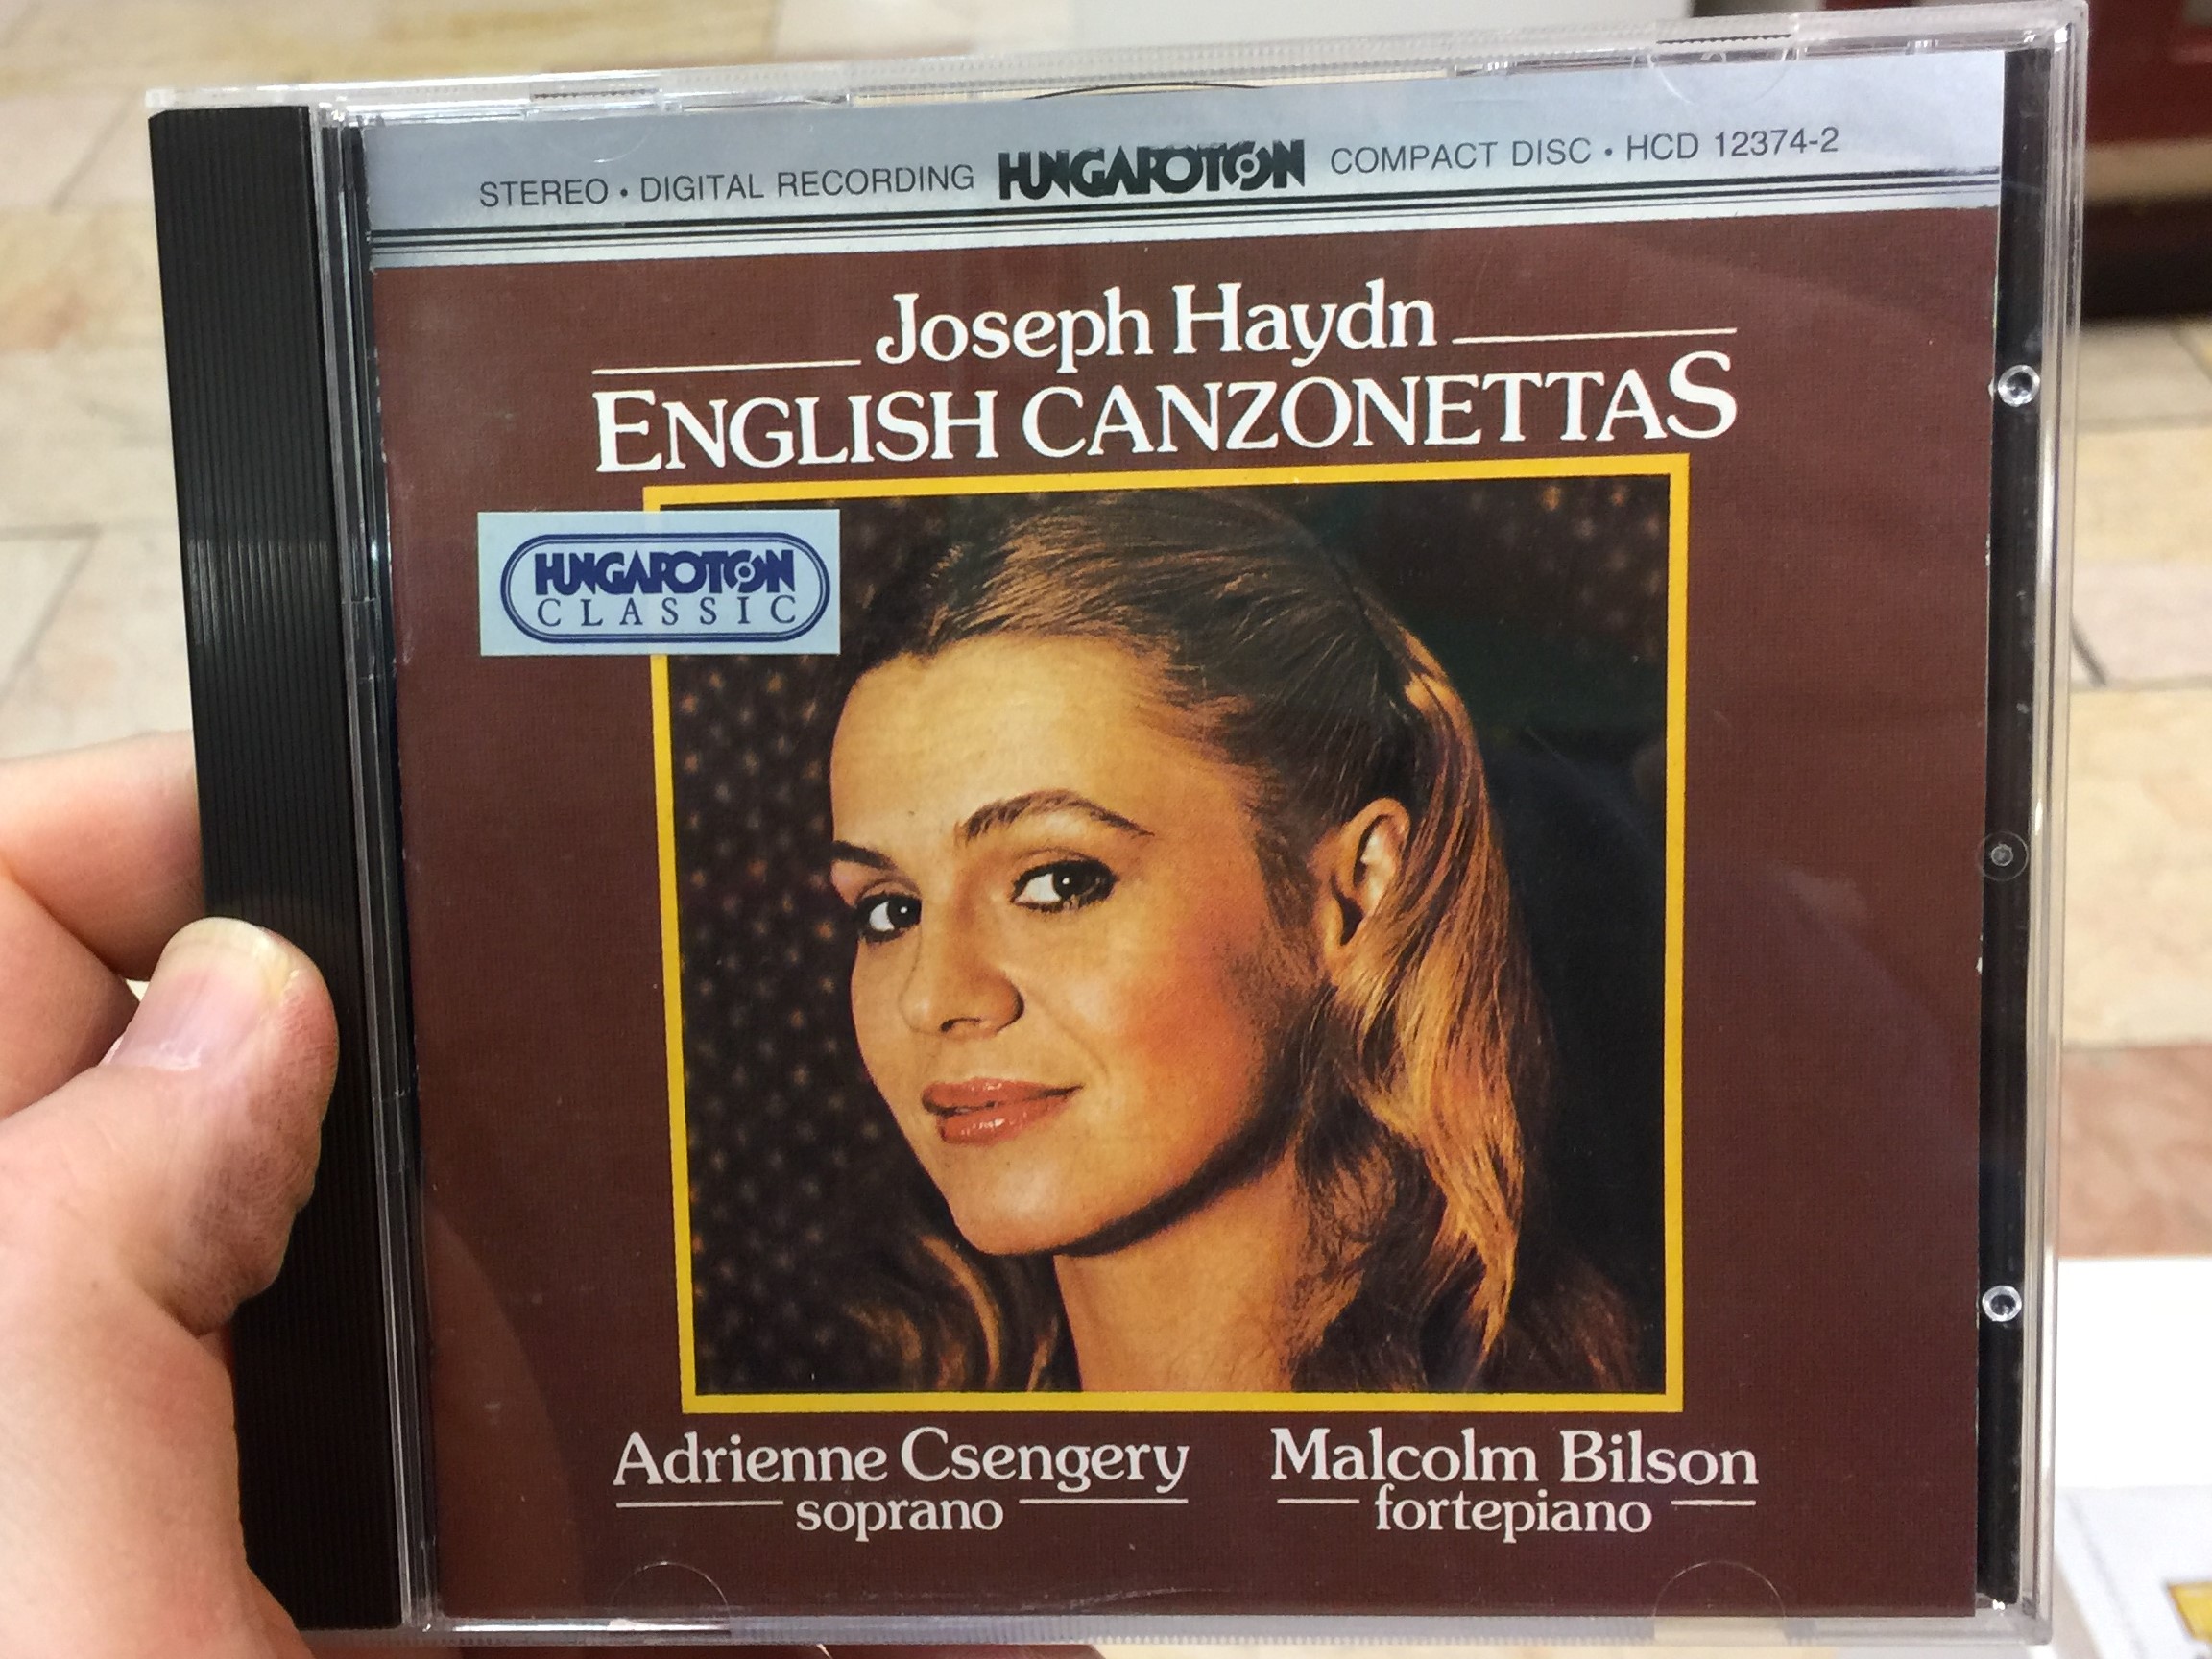 STEREO • DIGITAL RECORDING HUNGAROTON COMPACT DISC • HCD 12374-2
Joseph Haydn
ENGLISH CANZONETTAS
HUNGAROTON
CLASSIC
Adrienne Csengery
soprano
Malcolm Bilson
fortepiano